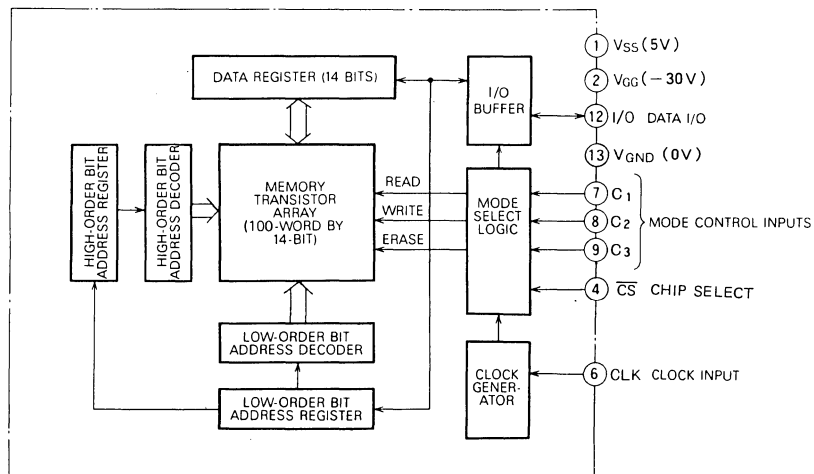 DATA REGISTER (14 BITS)
I/O
BUFFER
1 VSS (5V)
2 VGG (−30V)
12 I/O DATA I/O
13 VGND (0V)
HIGH-ORDER BIT
ADDRESS REGISTER
HIGH-ORDER BIT
ADDRESS DECODER
MEMORY
TRANSISTOR
ARRAY
(100-WORD BY
14-BIT)
READ
WRITE
ERASE
MODE
SELECT
LOGIC
7 C1
8 C2
9 C3
MODE CONTROL INPUTS
4 C̅S̅ CHIP SELECT
LOW-ORDER BIT
ADDRESS DECODER
LOW-ORDER BIT
ADDRESS REGISTER
CLOCK
GENER-
ATOR
6 CLK CLOCK INPUT